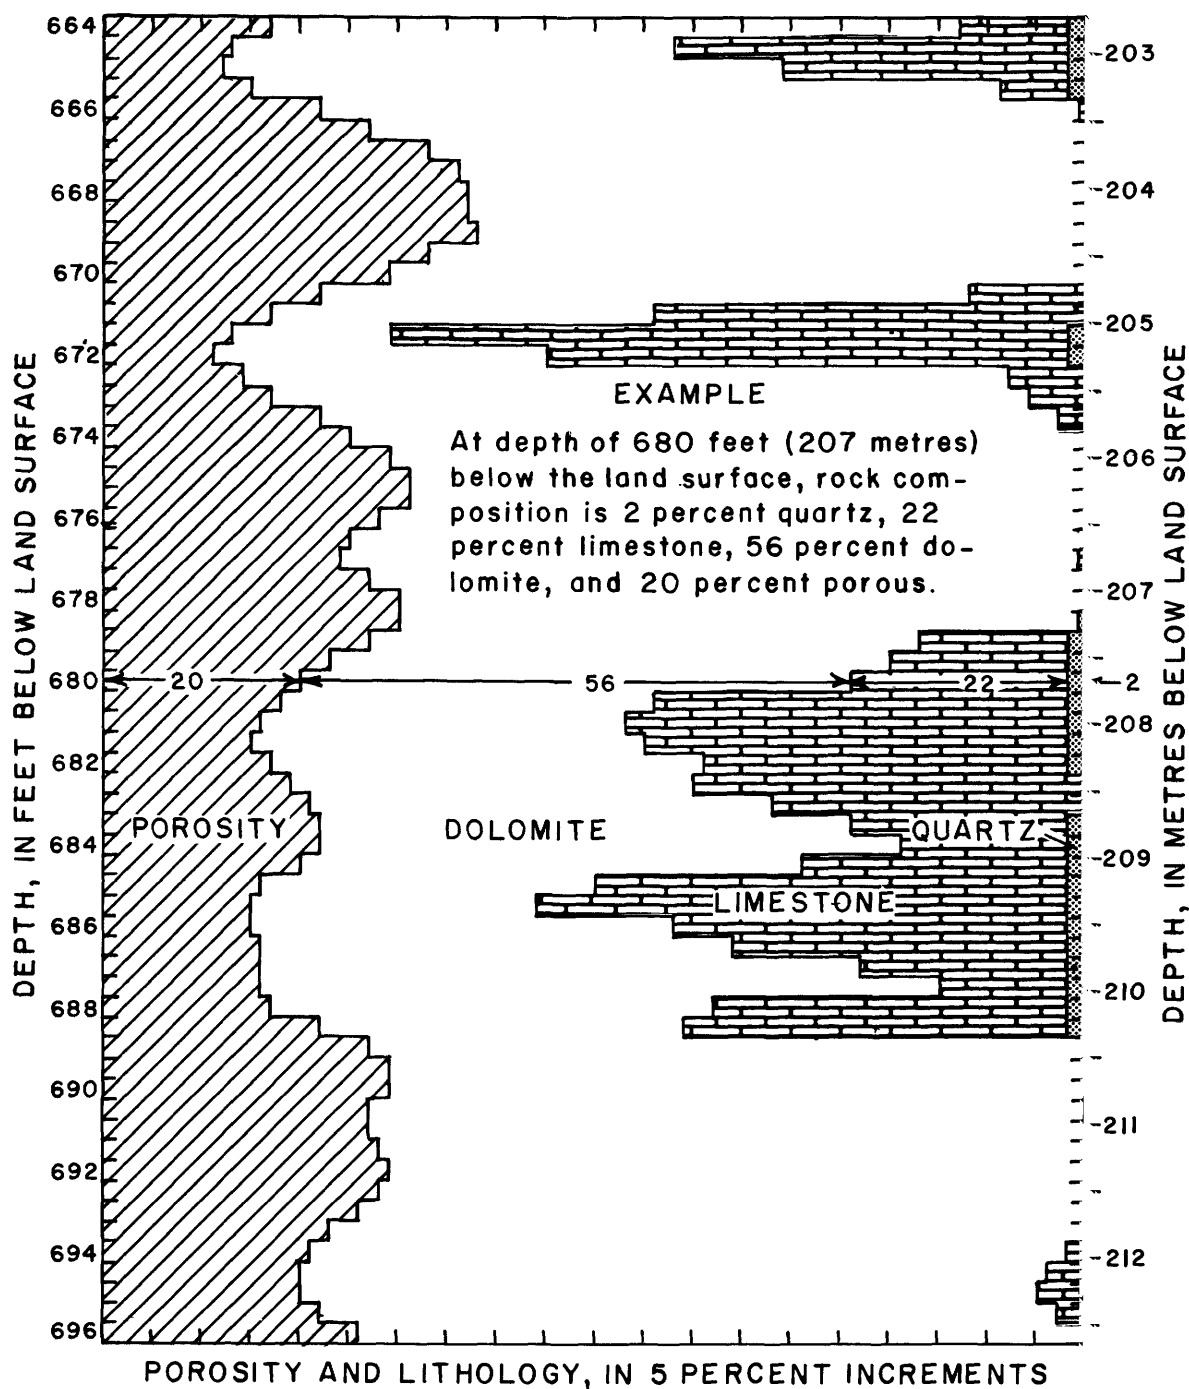 664
666
668
670
672
674
676
678
680
682
684
686
688
690
692
694
696
DEPTH, IN FEET BELOW LAND SURFACE
EXAMPLE
At depth of 680 feet (207 metres)
below the land surface, rock com-
position is 2 percent quartz, 22
percent limestone, 56 percent do-
lomite, and 20 percent porous.
20
56
22
2
POROSITY
DOLOMITE
QUARTZ
LIMESTONE
203
204
205
206
207
208
209
210
211
212
DEPTH, IN METRES BELOW LAND SURFACE
POROSITY AND LITHOLOGY, IN 5 PERCENT INCREMENTS